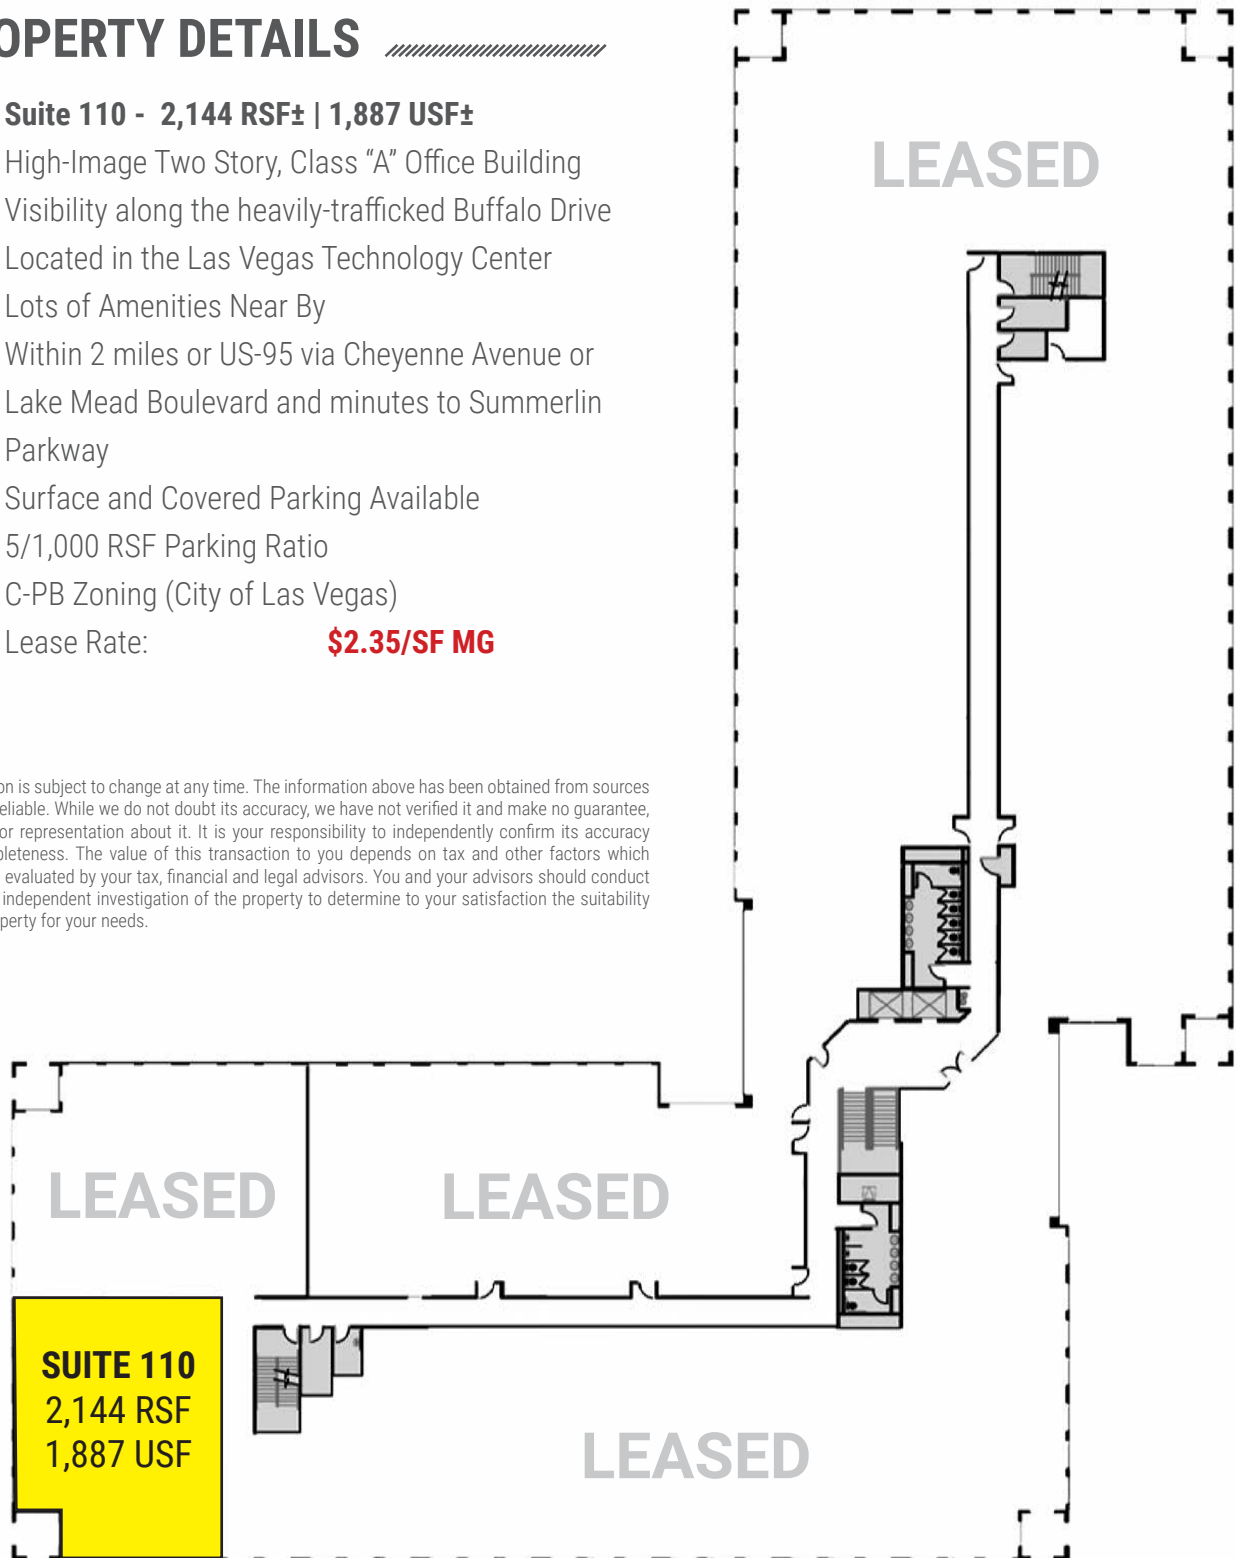 OPERTY DETAILS
Suite 110 - 2,144 RSF± | 1,887 USF±
High-Image Two Story, Class “A” Office Building
Visibility along the heavily-trafficked Buffalo Drive
Located in the Las Vegas Technology Center
Lots of Amenities Near By
Within 2 miles or US-95 via Cheyenne Avenue or
Lake Mead Boulevard and minutes to Summerlin
Parkway
Surface and Covered Parking Available
5/1,000 RSF Parking Ratio
C-PB Zoning (City of Las Vegas)
Lease Rate: $2.35/SF MG
on is subject to change at any time. The information above has been obtained from sources
eliable. While we do not doubt its accuracy, we have not verified it and make no guarantee,
or representation about it. It is your responsibility to independently confirm its accuracy
pleteness. The value of this transaction to you depends on tax and other factors which
evaluated by your tax, financial and legal advisors. You and your advisors should conduct
independent investigation of the property to determine to your satisfaction the suitability
perty for your needs.
LEASED
LEASED
LEASED
SUITE 110
2,144 RSF
1,887 USF
LEASED